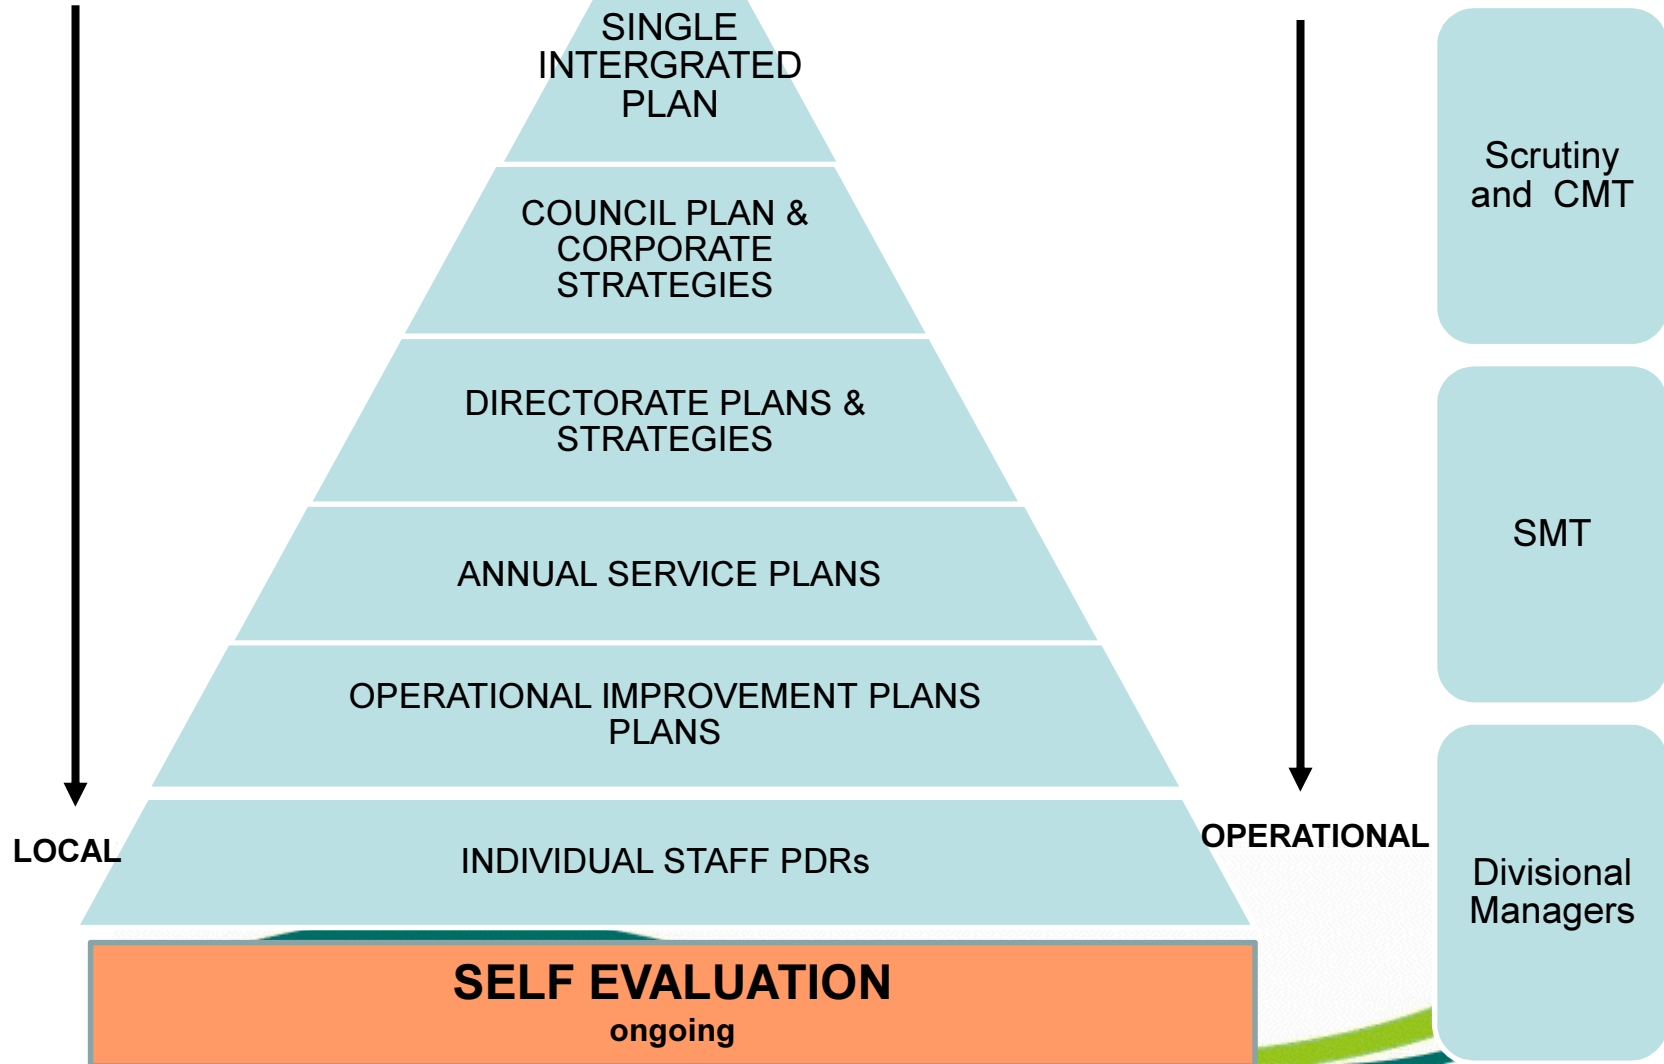 SINGLE
INTERGRATED
PLAN
COUNCIL PLAN &
CORPORATE
STRATEGIES
DIRECTORATE PLANS &
STRATEGIES
ANNUAL SERVICE PLANS
OPERATIONAL IMPROVEMENT PLANS
PLANS
INDIVIDUAL STAFF PDRs
LOCAL
OPERATIONAL
SELF EVALUATION
ongoing
Scrutiny
and CMT
SMT
Divisional
Managers